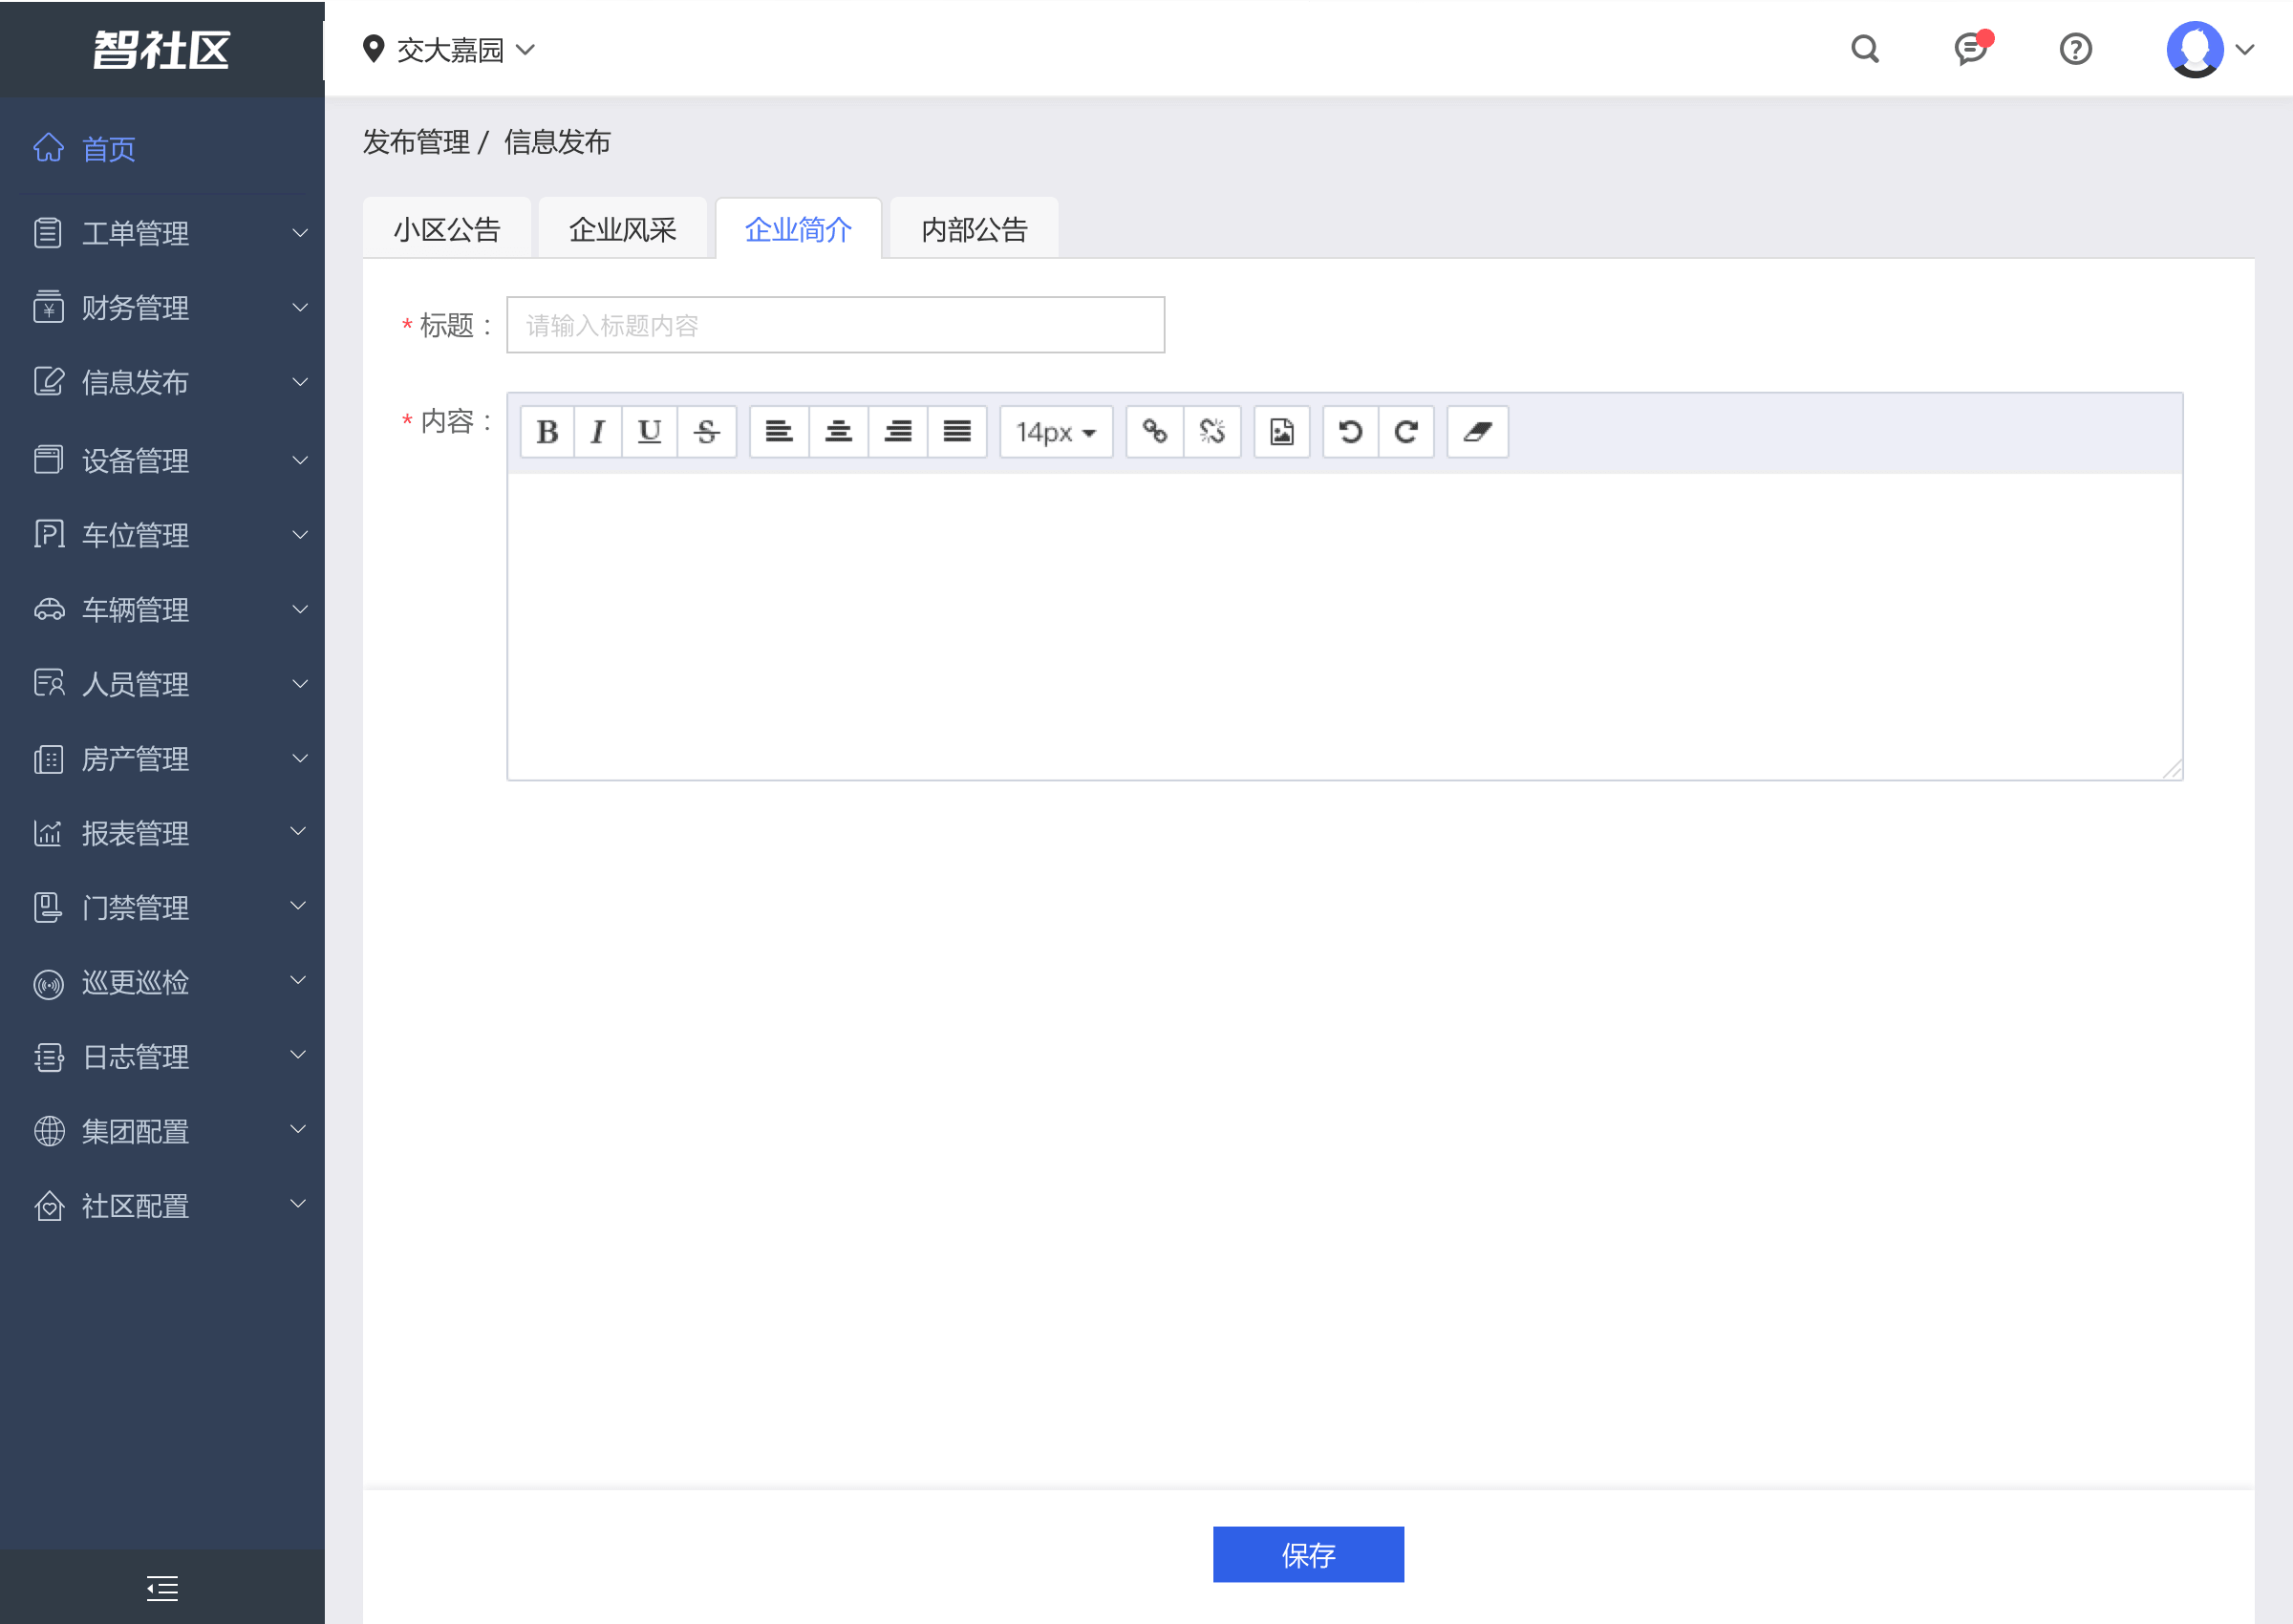 智社区
交大嘉园
首页
工单管理
财务管理
信息发布
设备管理
车位管理
车辆管理
人员管理
房产管理
报表管理
门禁管理
巡更巡检
日志管理
集团配置
社区配置
发布管理 / 信息发布
小区公告 企业风采 企业简介 内部公告
* 标题 : 请输入标题内容
* 内容 : B I U S 14px
保存